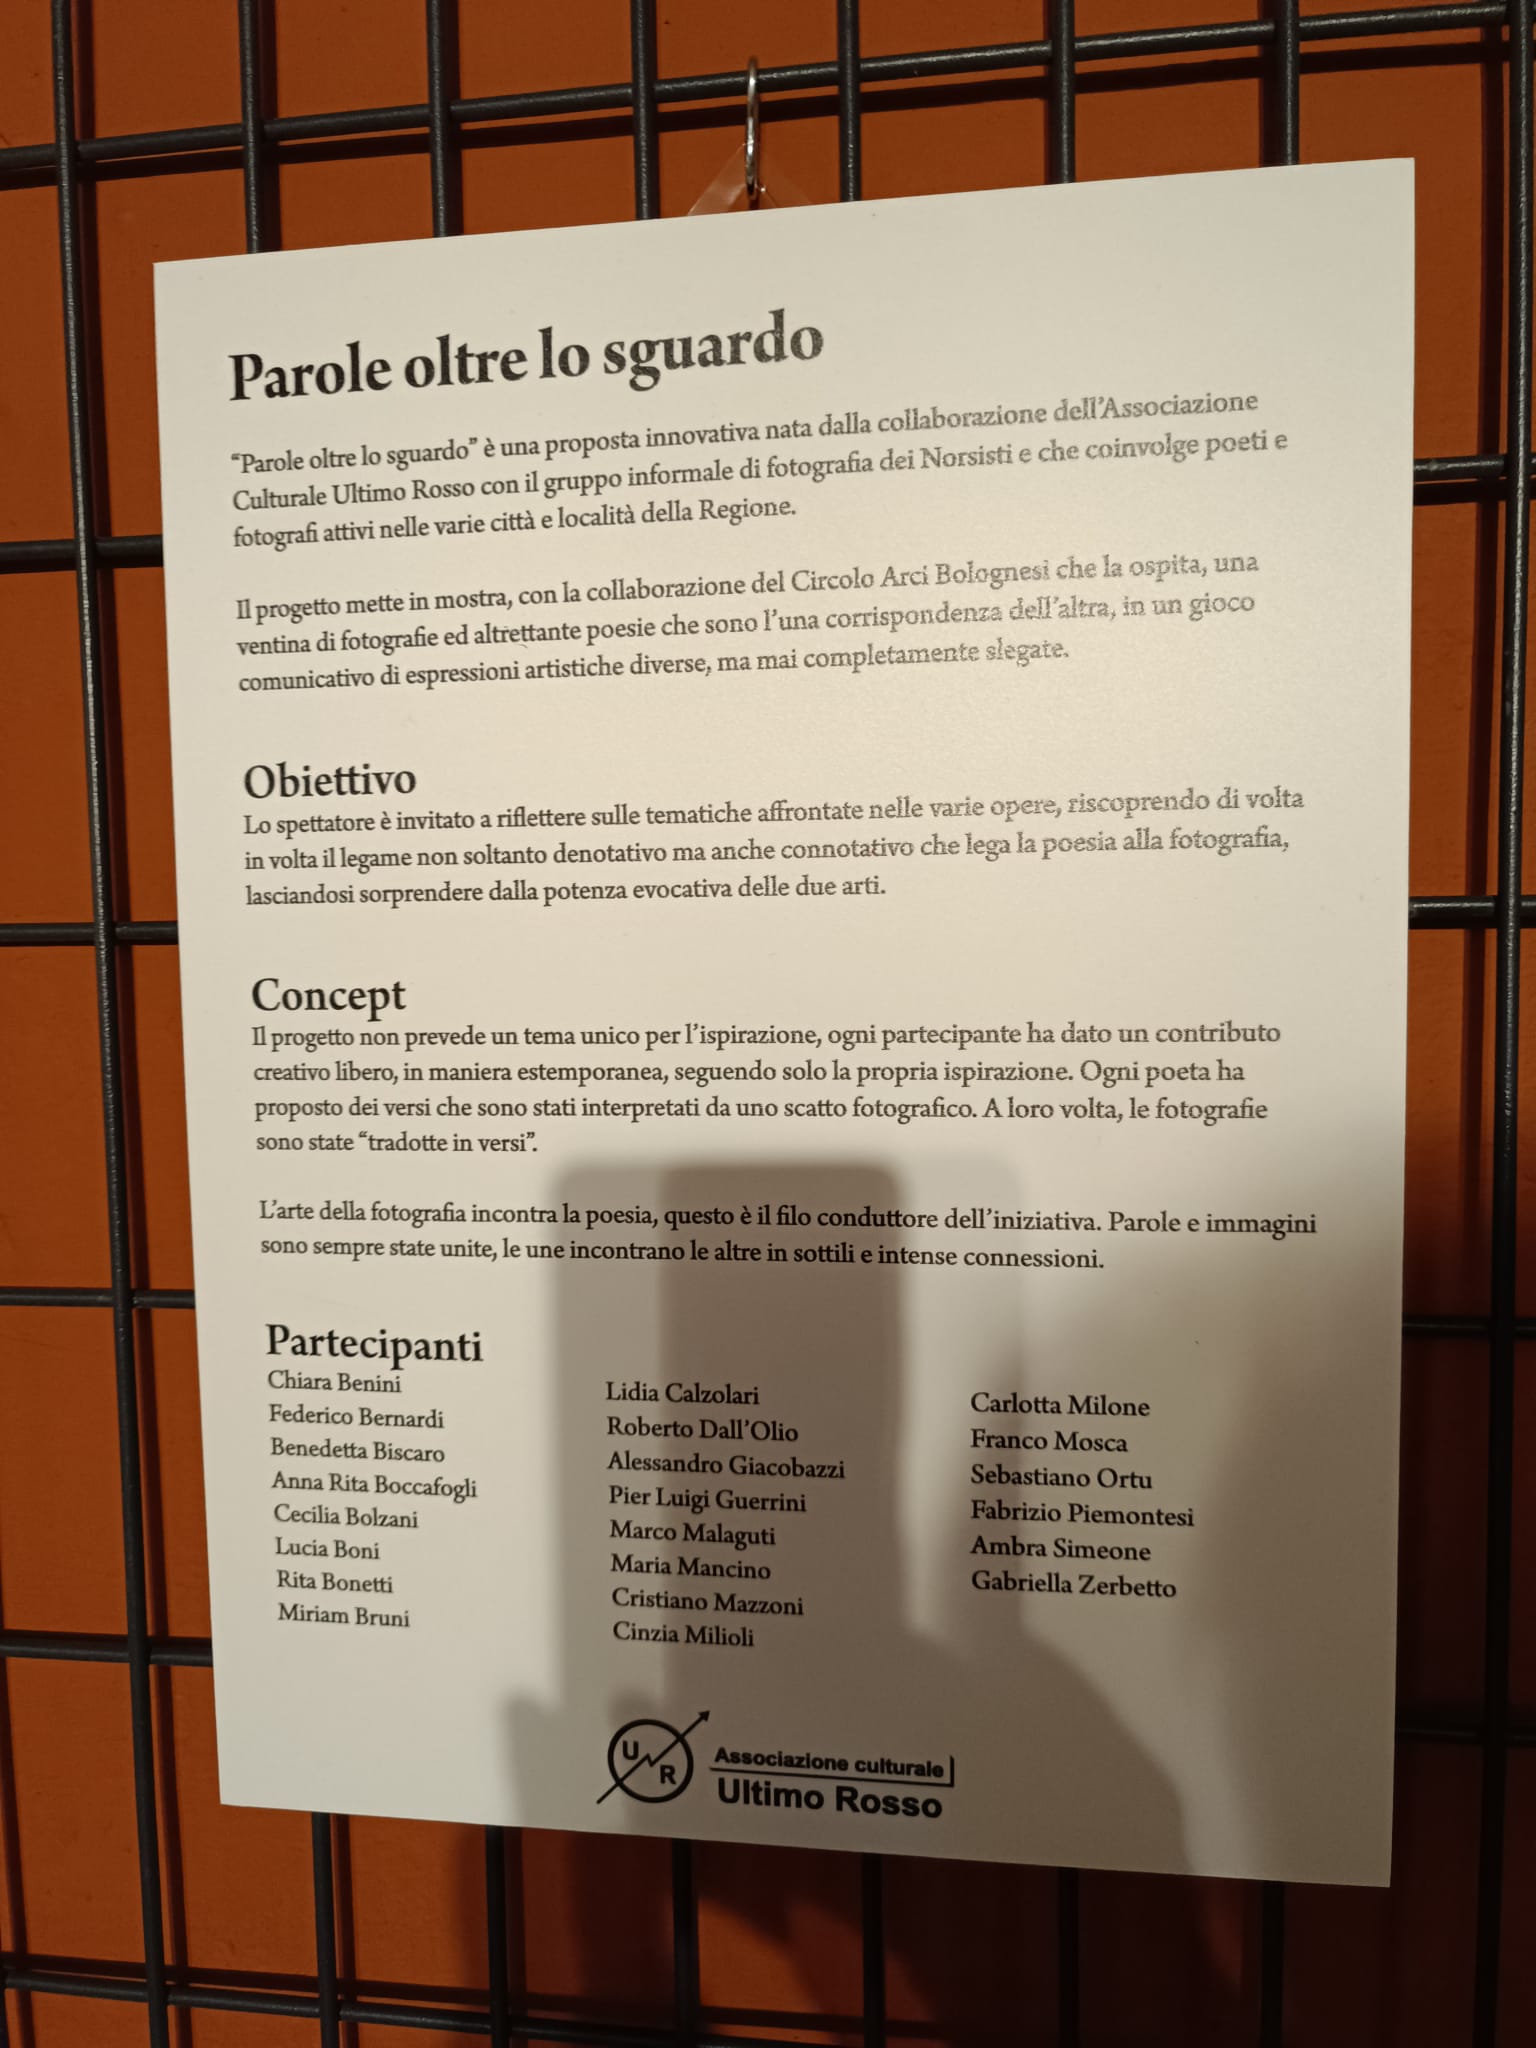 Parole oltre lo sguardo
“Parole oltre lo sguardo” è una proposta innovativa nata dalla collaborazione dell’Associazione
Culturale Ultimo Rosso con il gruppo informale di fotografia dei Norsisti e che coinvolge poeti e
fotografi attivi nelle varie città e località della Regione.
Il progetto mette in mostra, con la collaborazione del Circolo Arci Bolognesi che la ospita, una
ventina di fotografie ed altrettante poesie che sono l’una corrispondenza dell’altra, in un gioco
comunicativo di espressioni artistiche diverse, ma mai completamente slegate.
Obiettivo
Lo spettatore è invitato a riflettere sulle tematiche affrontate nelle varie opere, riscoprendo di volta
in volta il legame non soltanto denotativo ma anche connotativo che lega la poesia alla fotografia,
lasciandosi sorprendere dalla potenza evocativa delle due arti.
Concept
Il progetto non prevede un tema unico per l’ispirazione, ogni partecipante ha dato un contributo
creativo libero, in maniera estemporanea, seguendo solo la propria ispirazione. Ogni poeta ha
proposto dei versi che sono stati interpretati da uno scatto fotografico. A loro volta, le fotografie
sono state “tradotte in versi”.
L’arte della fotografia incontra la poesia, questo è il filo conduttore dell’iniziativa. Parole e immagini
sono sempre state unite, le une incontrano le altre in sottili e intense connessioni.
Partecipanti
Chiara Benini
Federico Bernardi
Benedetta Biscaro
Anna Rita Boccafogli
Cecilia Bolzani
Lucia Boni
Rita Bonetti
Miriam Bruni
Lidia Calzolari
Roberto Dall’Olio
Alessandro Giacobazzi
Pier Luigi Guerrini
Marco Malaguti
Maria Mancino
Cristiano Mazzoni
Cinzia Milioli
Carlotta Milone
Franco Mosca
Sebastiano Ortu
Fabrizio Piemontesi
Ambra Simeone
Gabriella Zerbetto
UR
Associazione culturale
Ultimo Rosso